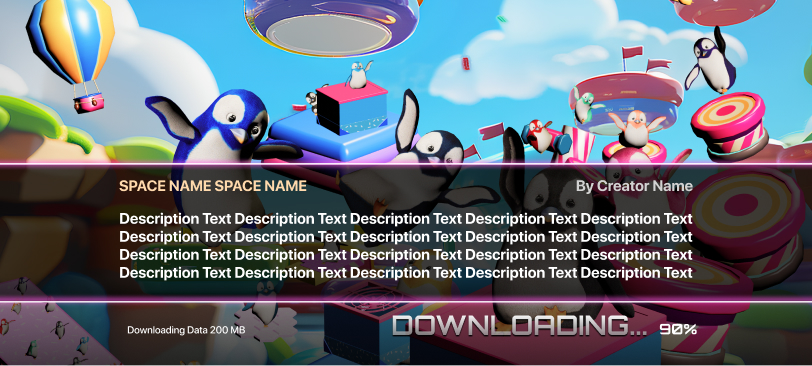 SPACE NAME SPACE NAME
By Creator Name
Description Text Description Text Description Text Description Text Description Text
Description Text Description Text Description Text Description Text Description Text
Description Text Description Text Description Text Description Text Description Text
Description Text Description Text Description Text Description Text Description Text
Downloading Data 200 MB
DOWNLOADING... 90%